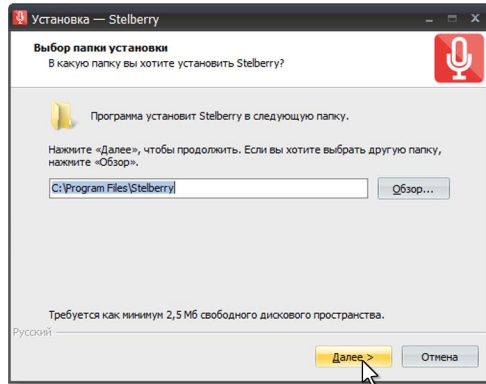 Установка — Stelberry
Выбор папки установки
В какую папку вы хотите установить Stelberry?
Программа установит Stelberry в следующую папку.
Нажмите «Далее», чтобы продолжить. Если вы хотите выбрать другую папку,
нажмите «Обзор».
C:\Program Files\Stelberry
Обзор...
Требуется как минимум 2,5 Мб свободного дискового пространства.
Русский
Далее >
Отмена